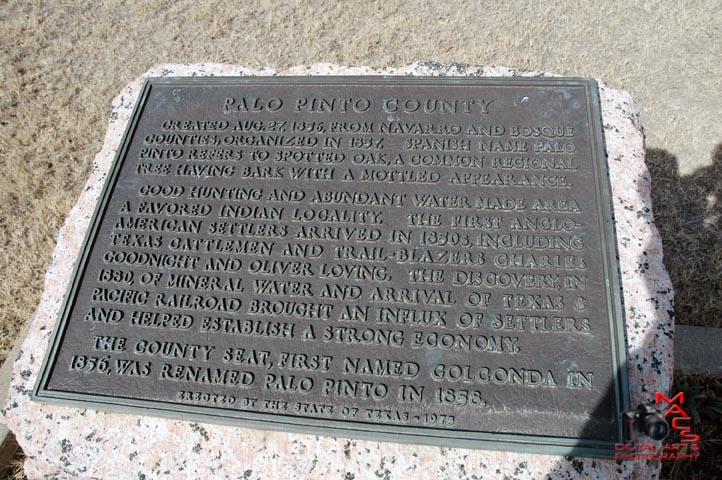 PALO PINTO COUNTY
CREATED AUG. 27, 1856, FROM NAVARRO AND BOSQUE
COUNTIES, ORGANIZED IN 1857. SPANISH NAME PALO
PINTO REFERS TO SPOTTED OAK, A COMMON REGIONAL
TREE HAVING BARK WITH A MOTTLED APPEARANCE.
GOOD HUNTING AND ABUNDANT WATER MADE AREA
A FAVORED INDIAN LOCALITY. THE FIRST ANGLO-
AMERICAN SETTLERS ARRIVED IN 1850S, INCLUDING
TEXAS CATTLEMEN AND TRAIL-BLAZERS CHARLES
GOODNIGHT AND OLIVER LOVING. THE DISCOVERY, IN
1880, OF MINERAL WATER AND ARRIVAL OF TEXAS &
PACIFIC RAILROAD BROUGHT AN INFLUX OF SETTLERS
AND HELPED ESTABLISH A STRONG ECONOMY.
THE COUNTY SEAT, FIRST NAMED GOLCONDA IN
1856, WAS RENAMED PALO PINTO IN 1858.
ERECTED BY THE STATE OF TEXAS - 1975
MAC'S
DIGITAL ARTS
PHOTOGRAPHY